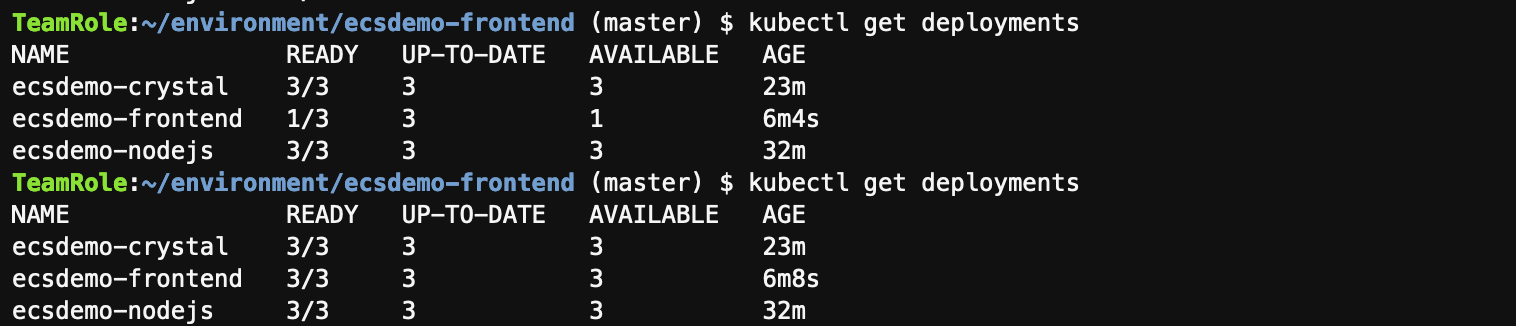 TeamRole:~/environment/ecsdemo-frontend (master) $ kubectl get deployments
NAME               READY   UP-TO-DATE   AVAILABLE   AGE
ecsdemo-crystal    3/3     3            3           23m
ecsdemo-frontend   1/3     3            1           6m4s
ecsdemo-nodejs     3/3     3            3           32m
TeamRole:~/environment/ecsdemo-frontend (master) $ kubectl get deployments
NAME               READY   UP-TO-DATE   AVAILABLE   AGE
ecsdemo-crystal    3/3     3            3           23m
ecsdemo-frontend   3/3     3            3           6m8s
ecsdemo-nodejs     3/3     3            3           32m